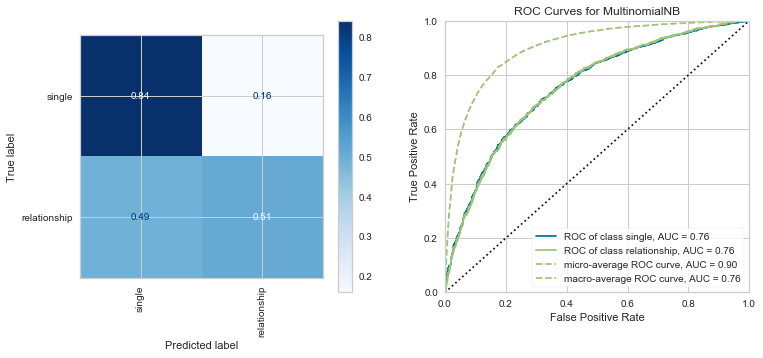 True label
single
relationship
0.84
0.16
0.49
0.51
single
relationship
Predicted label
0.8
0.7
0.6
0.5
0.4
0.3
0.2
ROC Curves for MultinomialNB
True Positive Rate
1.0
0.8
0.6
0.4
0.2
0.0
ROC of class single, AUC = 0.76
ROC of class relationship, AUC = 0.76
micro-average ROC curve, AUC = 0.90
macro-average ROC curve, AUC = 0.76
0.0
0.2
0.4
0.6
0.8
1.0
False Positive Rate